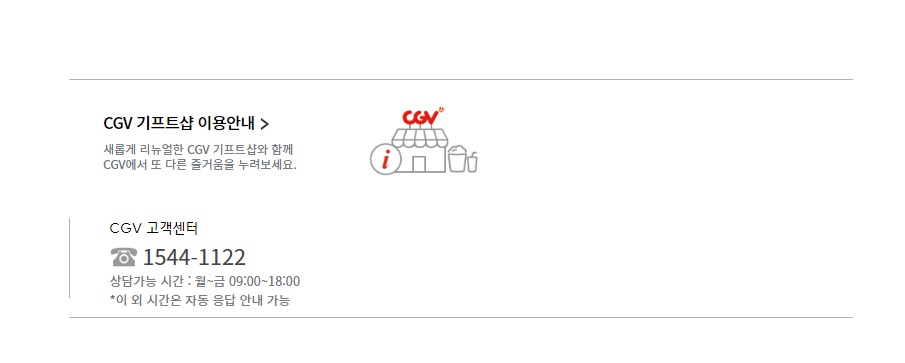 CGV 기프트샵 이용안내 >
새롭게 리뉴얼한 CGV 기프트샵와 함께
CGV에서 또 다른 즐거움을 누려보세요.
CGV
i
CGV 고객센터
1544-1122
상담가능 시간 : 월~금 09:00~18:00
*이 외 시간은 자동 응답 안내 가능